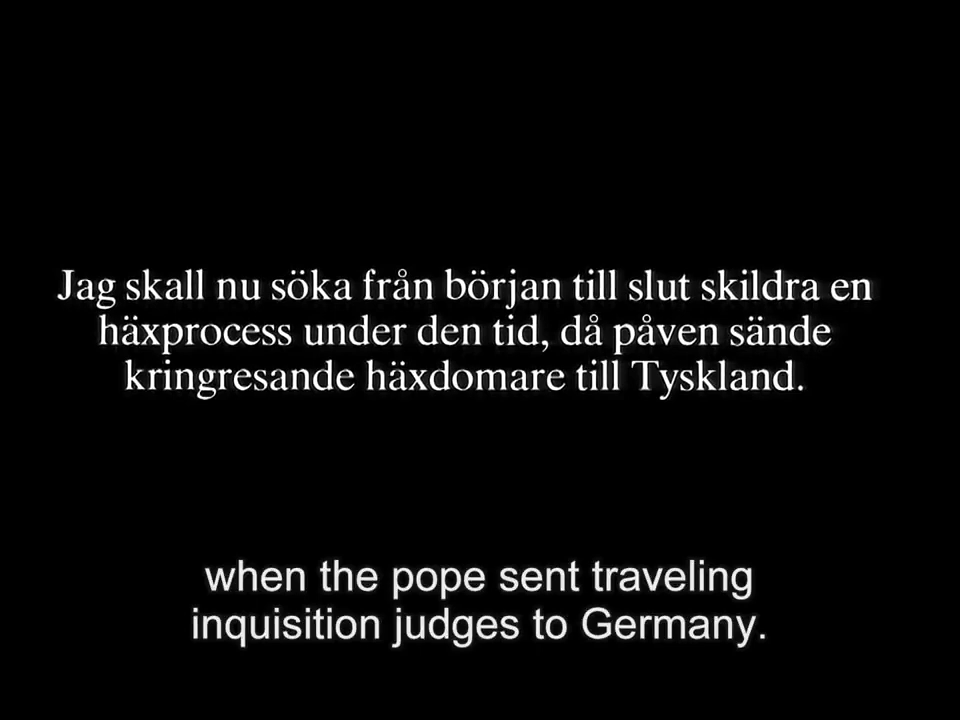 Jag skall nu söka från början till slut skildra en
häxprocess under den tid, då påven sände
kringresande häxdomare till Tyskland.
when the pope sent traveling
inquisition judges to Germany.